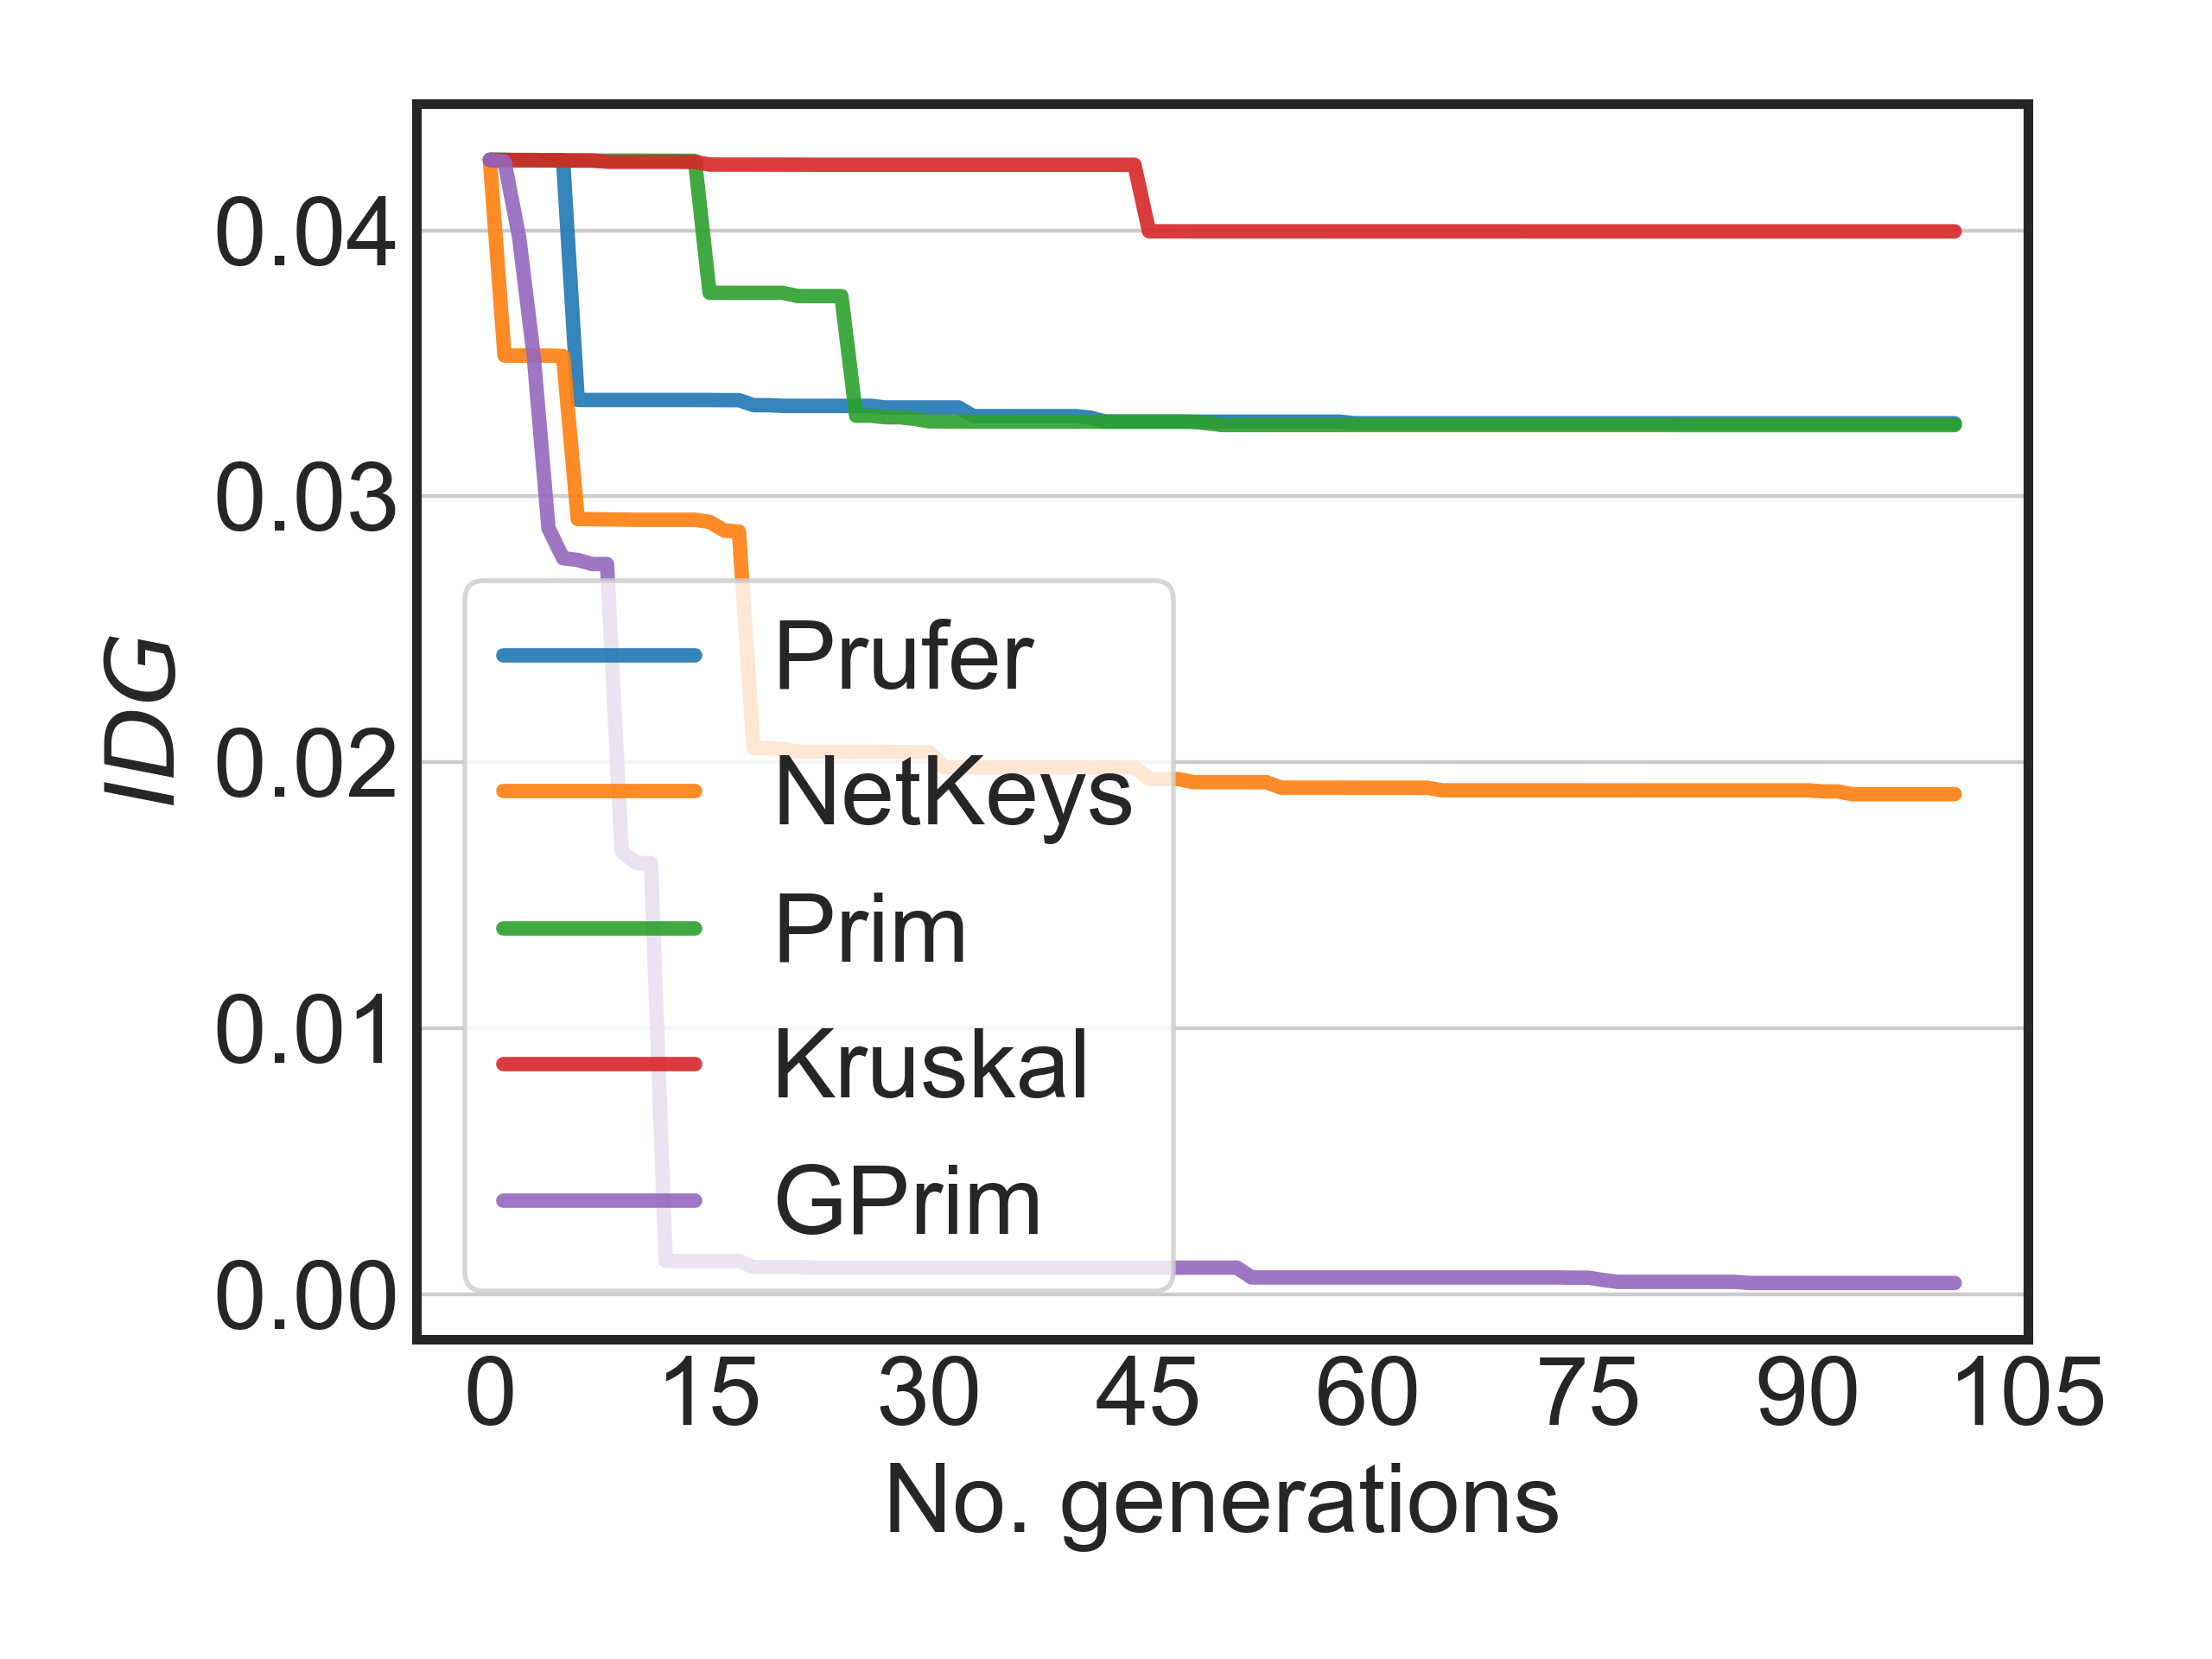 IDG
0.04
0.03
0.02
0.01
0.00
Prufer
NetKeys
Prim
Kruskal
GPrim
0 15 30 45 60 75 90 105
No. generations